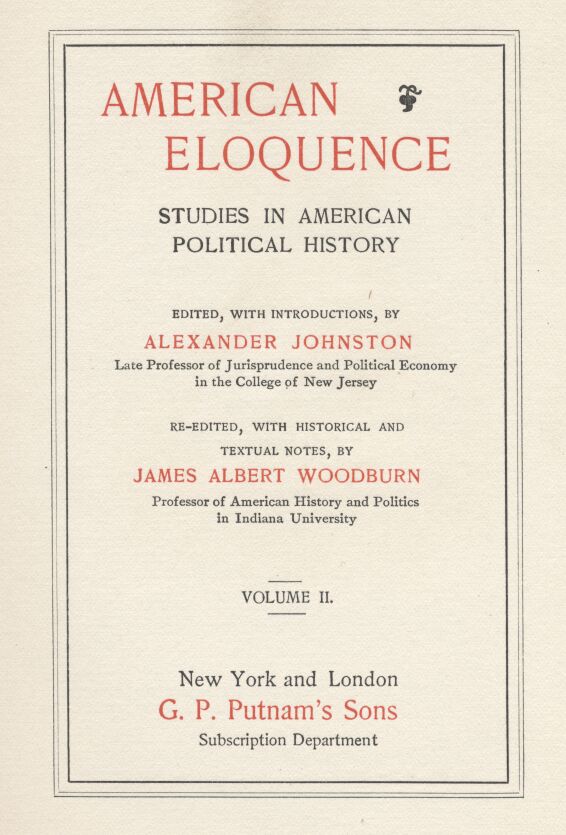 AMERICAN
ELOQUENCE
STUDIES IN AMERICAN
POLITICAL HISTORY
EDITED, WITH INTRODUCTIONS, BY
ALEXANDER JOHNSTON
Late Professor of Jurisprudence and Political Economy
in the College of New Jersey
RE-EDITED, WITH HISTORICAL AND
TEXTUAL NOTES, BY
JAMES ALBERT WOODBURN
Professor of American History and Politics
in Indiana University
VOLUME II.
New York and London
G. P. Putnam's Sons
Subscription Department